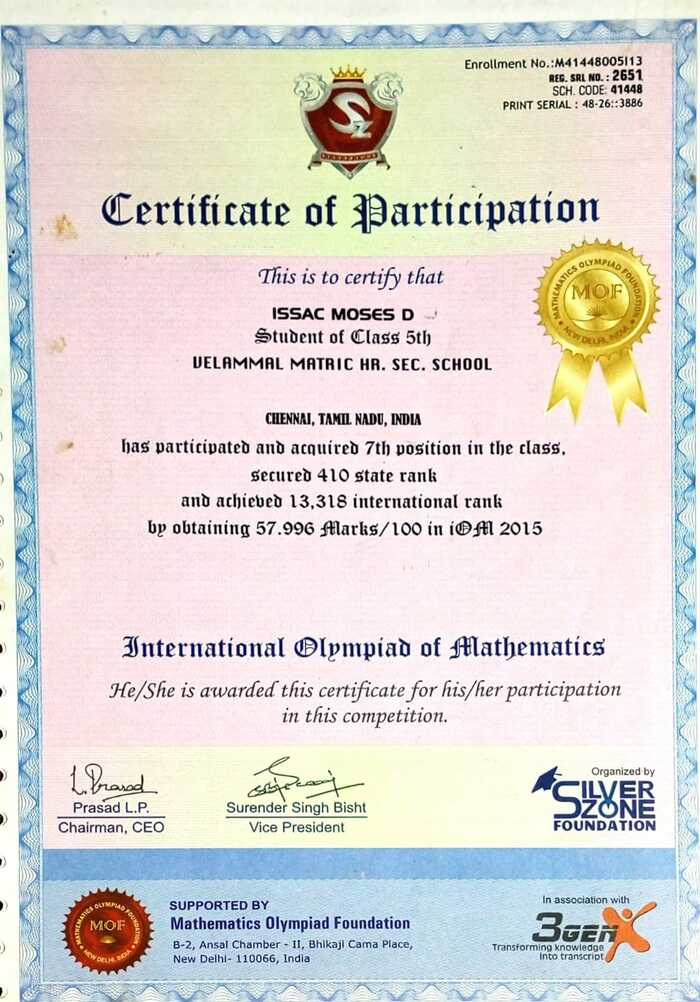 Enrollment No.:M41448005I13
REG. SRL NO. : 2651
SCH. CODE: 41448
PRINT SERIAL : 48-26::3886
SZ
SILVERZONE
Certificate of Participation
This is to certify that
ISSAC MOSES D
Student of Class 5th
VELAMMAL MATRIC HR. SEC. SCHOOL
MATHEMATICS OLYMPIAD FOUNDATION
MOF
NEW DELHI, INDIA
CHENNAI, TAMIL NADU, INDIA
has participated and acquired 7th position in the class,
secured 410 state rank
and achieved 13,318 international rank
by obtaining 57.996 Marks/100 in iOM 2015
International Olympiad of Mathematics
He/She is awarded this certificate for his/her participation
in this competition.
L. Prasad
Prasad L.P.
Chairman, CEO
Surender Singh Bisht
Vice President
Organized by
SILVER
ZONE
FOUNDATION
MATHEMATICS OLYMPIAD FOUNDATION
MOF
NEW DELHI, INDIA
SUPPORTED BY
Mathematics Olympiad Foundation
B-2, Ansal Chamber - II, Bhikaji Cama Place,
New Delhi- 110066, India
In association with
3GENX
Transforming knowledge
Into transcript